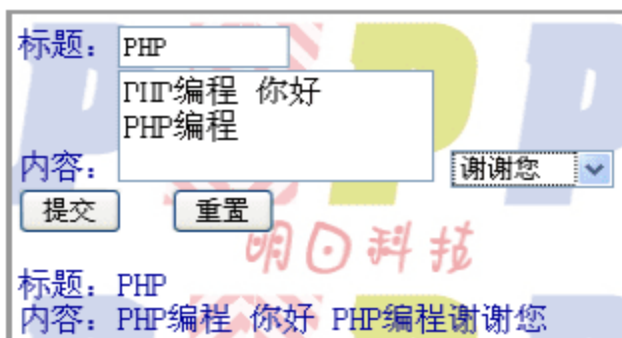 标题：PHP
PHP编程 你好
PHP编程
内容：
谢谢您
提交 重置
明日科技
标题：PHP
内容：PHP编程 你好 PHP编程谢谢您